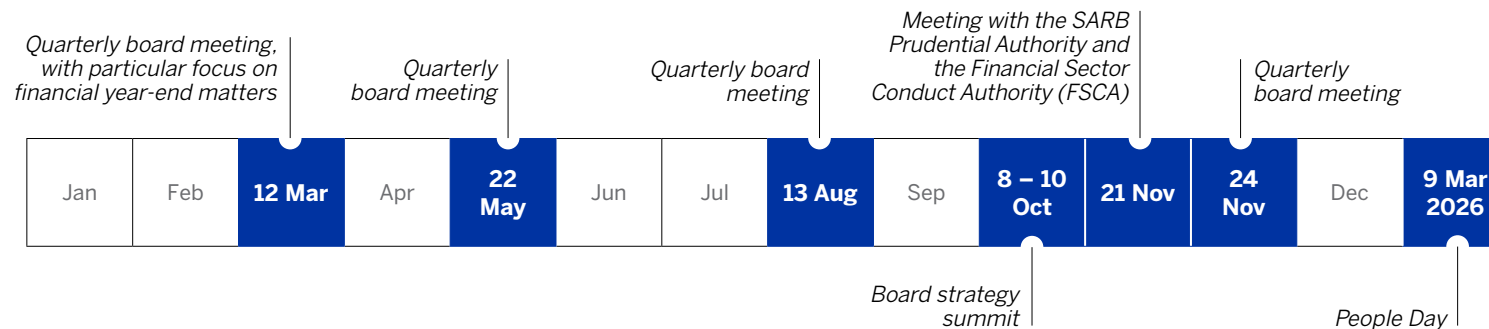 Quarterly board meeting,
with particular focus on
financial year-end matters
Quarterly
board meeting
Quarterly board
meeting
Meeting with the SARB
Prudential Authority and
the Financial Sector
Conduct Authority (FSCA)
Quarterly
board meeting
Jan
Feb
12 Mar
Apr
22
May
Jun
Jul
13 Aug
Sep
8 – 10
Oct
21 Nov
24
Nov
Dec
9 Mar
2026
Board strategy
summit
People Day